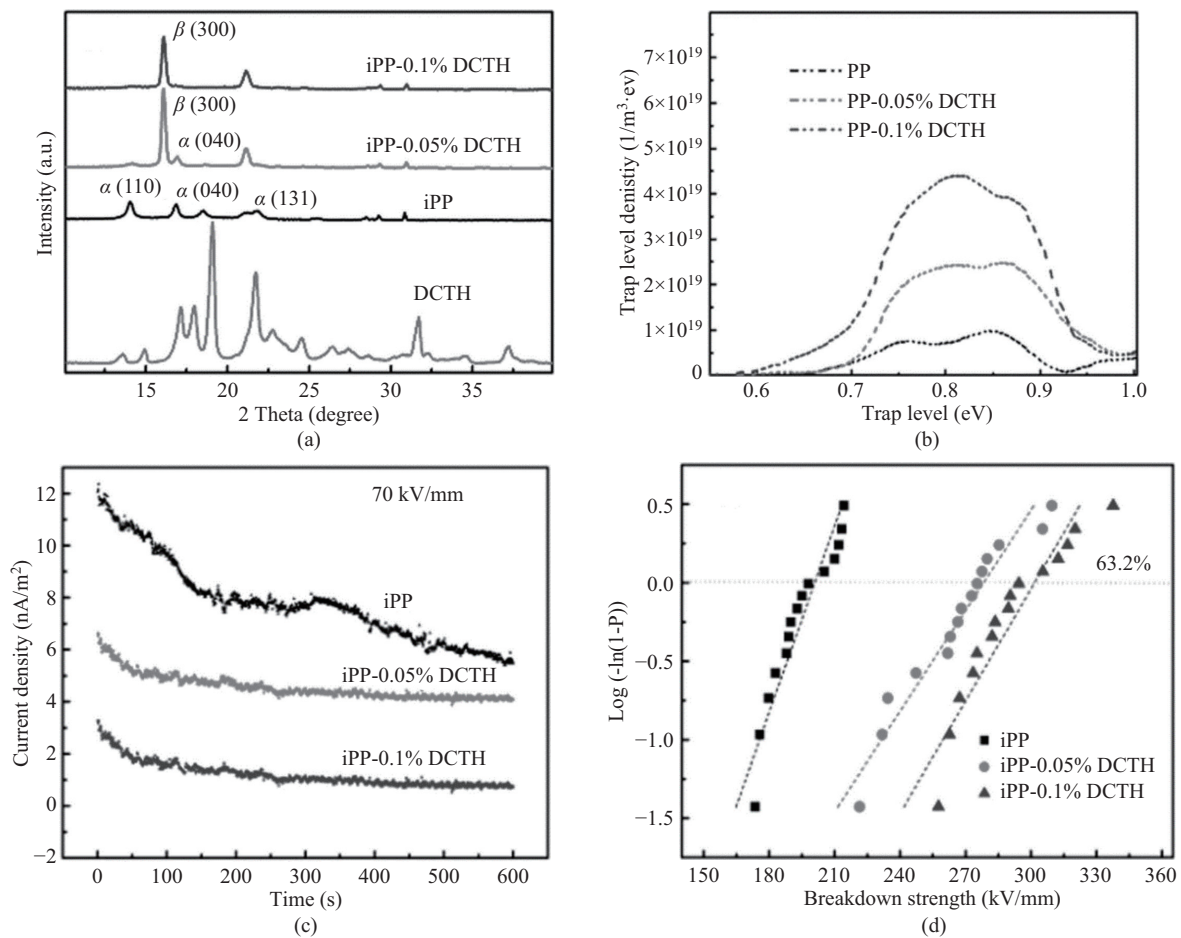 β (300)
iPP-0.1% DCTH
β (300)
α (040)
iPP-0.05% DCTH
α (110)
α (040)
α (131)
iPP
DCTH
Intensity (a.u.)
15 20 25 30 35
2 Theta (degree)
(a)
7×10¹⁹
6×10¹⁹
5×10¹⁹
4×10¹⁹
3×10¹⁹
2×10¹⁹
1×10¹⁹
0
PP
PP-0.05% DCTH
PP-0.1% DCTH
Trap level denistiy (1/m³·ev)
0.6 0.7 0.8 0.9 1.0
Trap level (eV)
(b)
12
10
8
6
4
2
0
−2
70 kV/mm
iPP
iPP-0.05% DCTH
iPP-0.1% DCTH
Current density (nA/m²)
0 100 200 300 400 500 600
Time (s)
(c)
0.5
0.0
−0.5
−1.0
−1.5
63.2%
iPP
iPP-0.05% DCTH
iPP-0.1% DCTH
Log (-ln(1-P))
150 180 210 240 270 300 330 360
Breakdown strength (kV/mm)
(d)